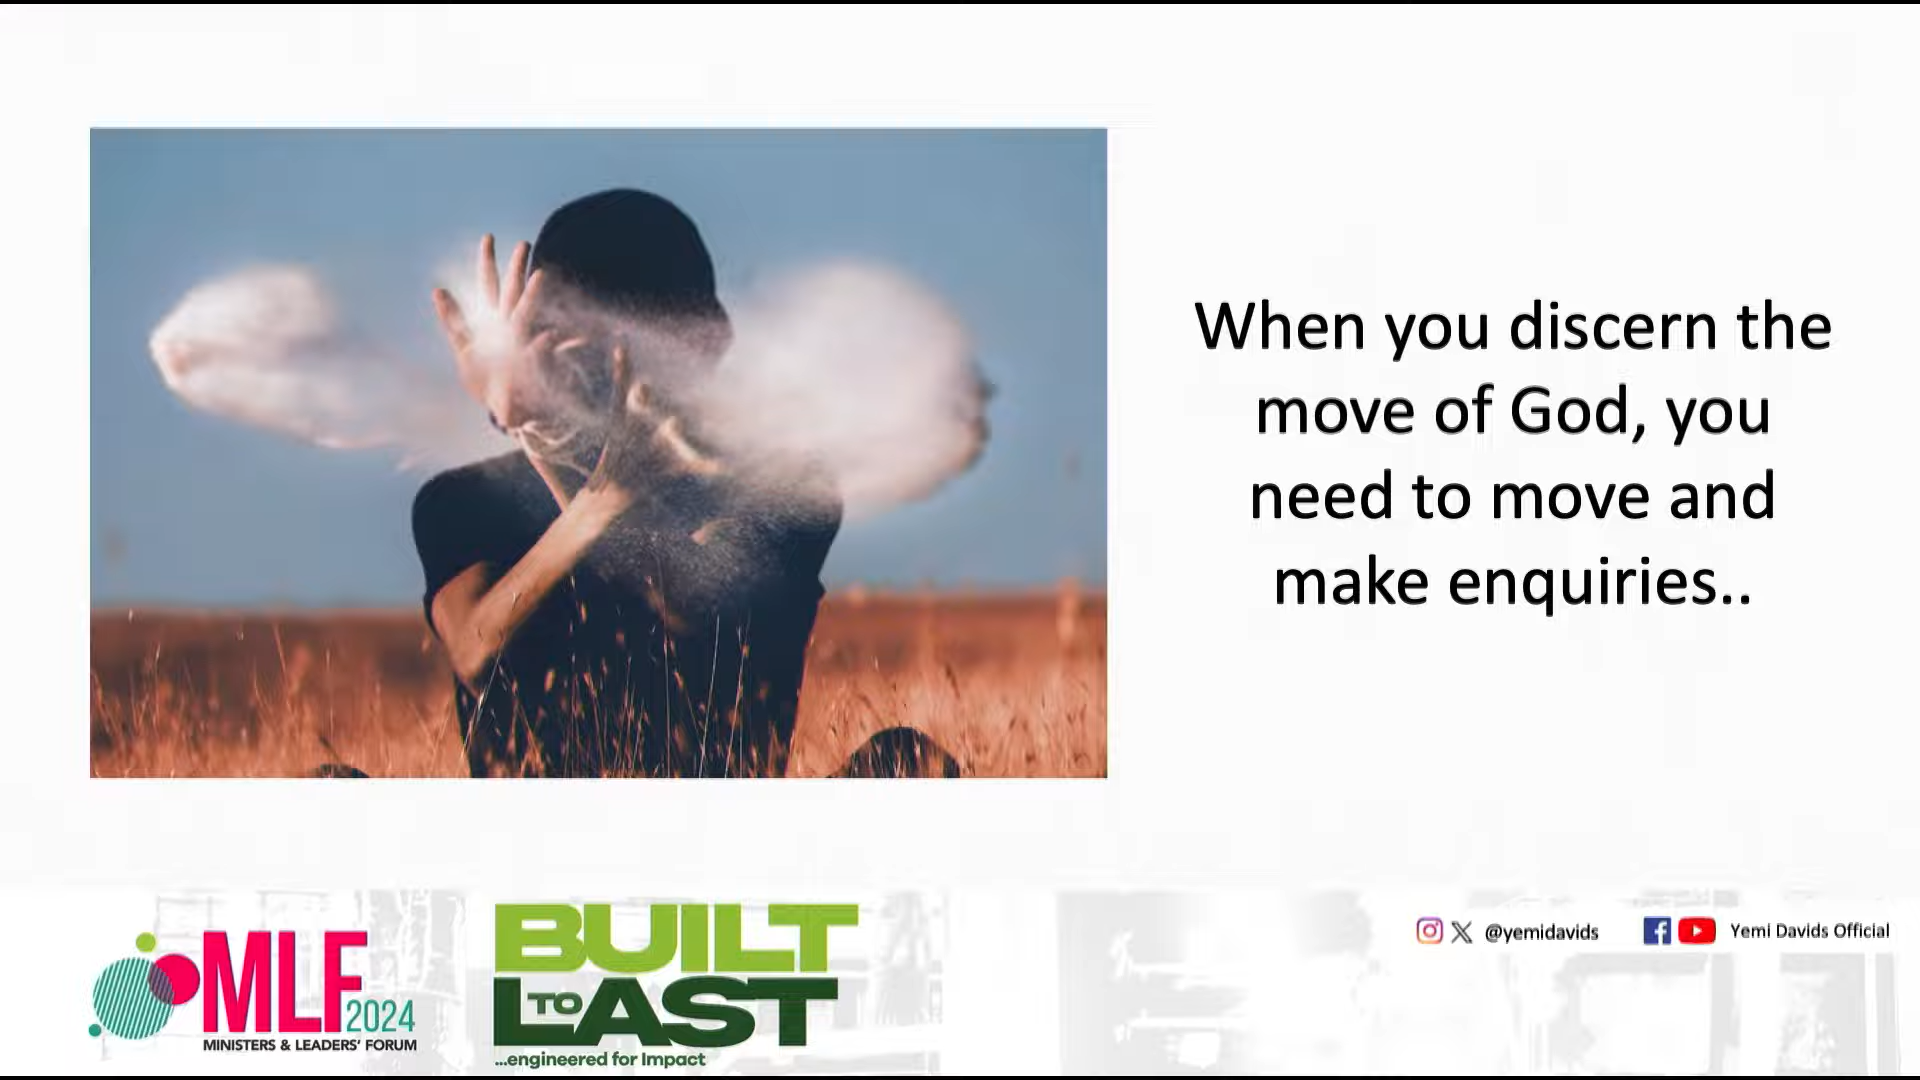 When you discern the
move of God, you
need to move and
make enquiries..
MLF 2024
MINISTERS & LEADERS' FORUM
BUILT
TO LAST
...engineered for Impact
@yemidavids
Yemi Davids Official